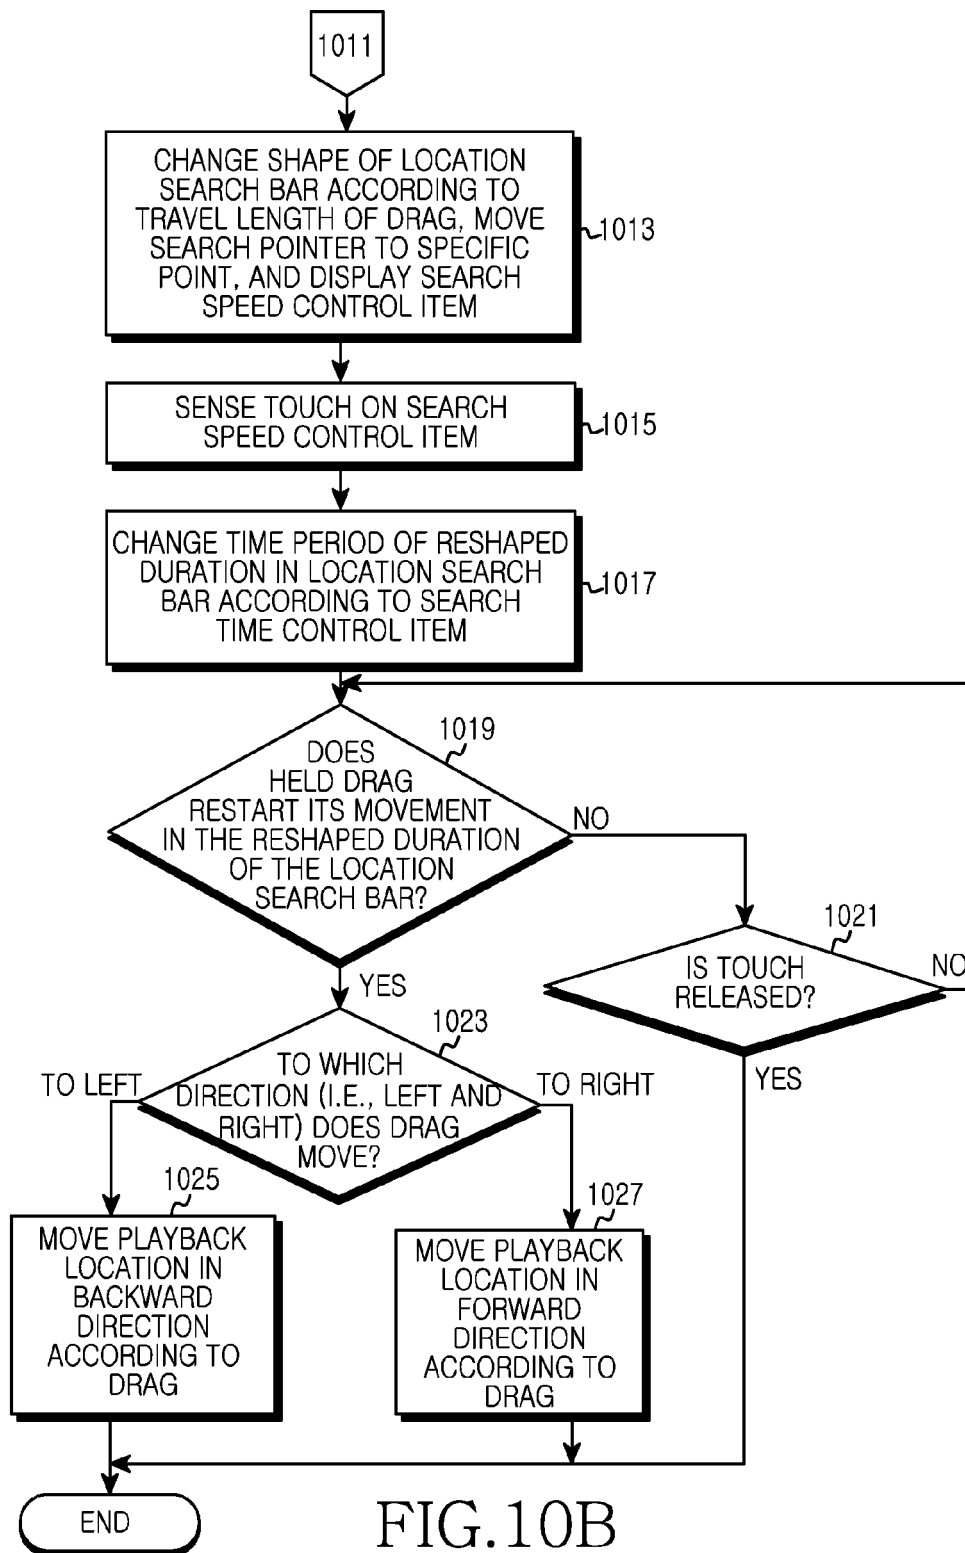 1011
CHANGE SHAPE OF LOCATION
SEARCH BAR ACCORDING TO
TRAVEL LENGTH OF DRAG, MOVE
SEARCH POINTER TO SPECIFIC
POINT, AND DISPLAY SEARCH
SPEED CONTROL ITEM
1013
SENSE TOUCH ON SEARCH
SPEED CONTROL ITEM
1015
CHANGE TIME PERIOD OF RESHAPED
DURATION IN LOCATION SEARCH
BAR ACCORDING TO SEARCH
TIME CONTROL ITEM
1017
1019
DOES
HELD DRAG
RESTART ITS MOVEMENT
IN THE RESHAPED DURATION
OF THE LOCATION
SEARCH BAR?
NO
YES
1021
IS TOUCH
RELEASED?
NO
YES
1023
TO WHICH
DIRECTION (I.E., LEFT AND
RIGHT) DOES DRAG
MOVE?
TO LEFT
TO RIGHT
1025
MOVE PLAYBACK
LOCATION IN
BACKWARD
DIRECTION
ACCORDING TO
DRAG
1027
MOVE PLAYBACK
LOCATION IN
FORWARD
DIRECTION
ACCORDING TO
DRAG
END
FIG.10B